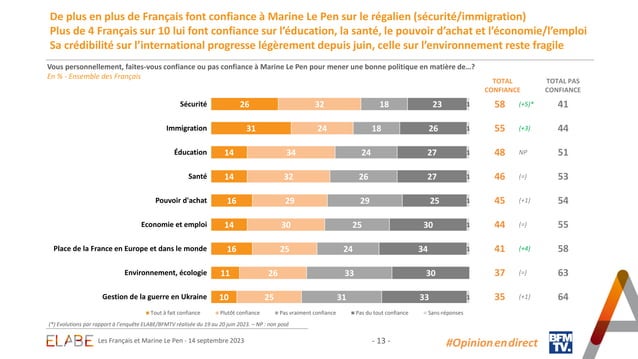 De plus en plus de Français font confiance à Marine Le Pen sur le régalien (sécurité/immigration)
Plus de 4 Français sur 10 lui font confiance sur l'éducation, la santé, le pouvoir d'achat et l'économie/l'emploi
Sa crédibilité sur l'international progresse légèrement depuis juin, celle sur l'environnement reste fragile
Vous personnellement, faites-vous confiance ou pas confiance à Marine Le Pen pour mener une bonne politique en matière de...?
En % - Ensemble des Français
TOTAL CONFIANCE TOTAL PAS CONFIANCE
Sécurité 26 32 18 23 1 58 (+5)* 41
Immigration 31 24 18 26 1 55 (+3) 44
Éducation 14 34 24 27 1 48 NP 51
Santé 14 32 26 27 1 46 (=) 53
Pouvoir d'achat 16 29 29 25 1 45 (+1) 54
Economie et emploi 14 30 25 30 1 44 (=) 55
Place de la France en Europe et dans le monde 16 25 24 34 1 41 (+4) 58
Environnement, écologie 11 26 33 30 37 (=) 63
Gestion de la guerre en Ukraine 10 25 31 33 1 35 (+1) 64
Tout à fait confiance Plutôt confiance Pas vraiment confiance Pas du tout confiance Sans réponses
(*) Evolutions par rapport à l'enquête ELABE/BFMTV réalisée du 19 au 20 juin 2023. – NP : non posé
ELABE Les Français et Marine Le Pen - 14 septembre 2023 - 13 - #Opinion en direct BFM TV.